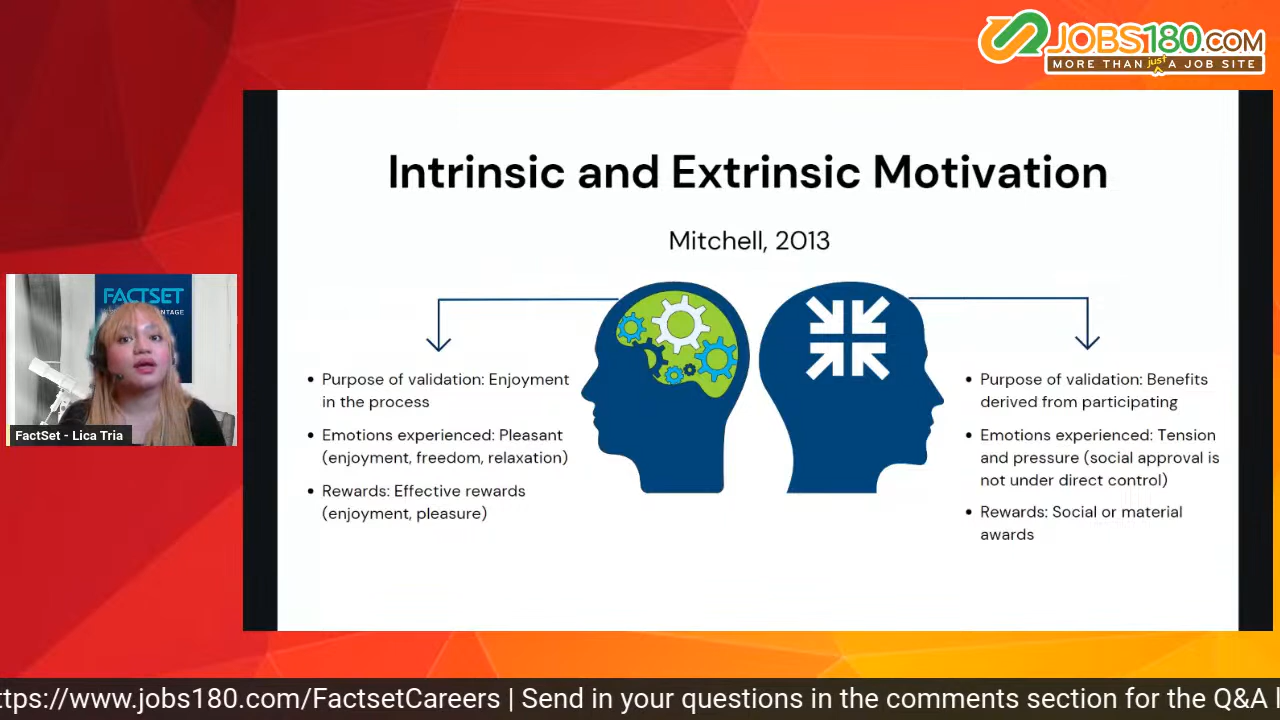 JOBS180.COM
MORE THAN just A JOB SITE
Intrinsic and Extrinsic Motivation
Mitchell, 2013
FACTSET
NTAGE
FactSet - Lica Tria
• Purpose of validation: Enjoyment
in the process
• Emotions experienced: Pleasant
(enjoyment, freedom, relaxation)
• Rewards: Effective rewards
(enjoyment, pleasure)
• Purpose of validation: Benefits
derived from participating
• Emotions experienced: Tension
and pressure (social approval is
not under direct control)
• Rewards: Social or material
awards
ttps://www.jobs180.com/FactsetCareers | Send in your questions in the comments section for the Q&A